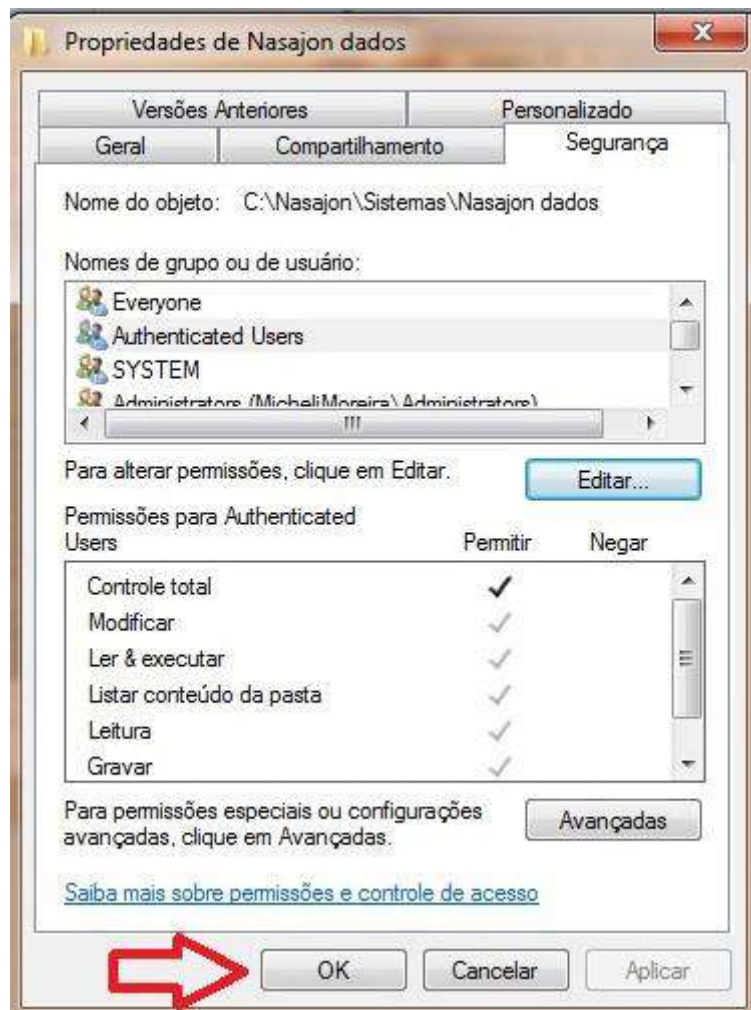 Propriedades de Nasajon dados
Versões Anteriores Personalizado
Geral Compartilhamento Segurança
Nome do objeto: C:\Nasajon\Sistemas\Nasajon dados
Nomes de grupo ou de usuário:
Everyone
Authenticated Users
SYSTEM
Administrators (MicheliMoreira\Administrators)
Para alterar permissões, clique em Editar. Editar...
Permissões para Authenticated
Users Permitir Negar
Controle total
Modificar
Ler & executar
Listar conteúdo da pasta
Leitura
Gravar
Para permissões especiais ou configurações
avançadas, clique em Avançadas. Avançadas
Saiba mais sobre permissões e controle de acesso
OK Cancelar Aplicar